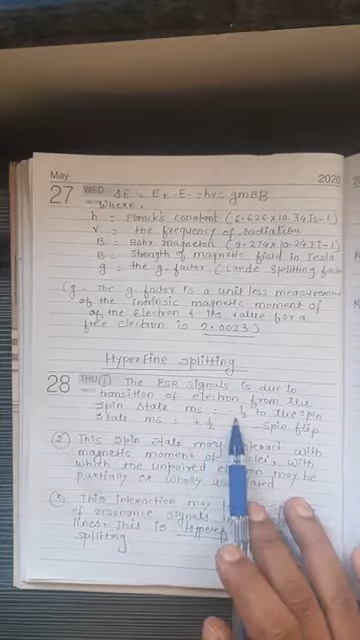 May
2020
27 WED
ΔE = E+ - E- = hν = gmBB
where,
h = Planck's constant (6.626 x 10.34 Js-1)
ν = the frequency of radiation
B = Bohr magneton (9.274 x 10.24 J T-1)
B = Strength of magnetic field in Tesla
g = the g-factor (Lande Splitting factor
(g - The g-factor is a unit less measurement
of the intrinsic magnetic moment of
of the electron & its value for a
free electron is 2.0023)
Hyperfine Splitting
28 THU
① The ESR signals is due to
transition of electron from the
Spin state ms = -1/2 to the spin
state ms = + 1/2 Spin flip
② This spin state may interact with
magnetic moment of with
which the unpaired may be
partially or wholly
③ This interaction may
of resonance signals
lines. This is
splitting